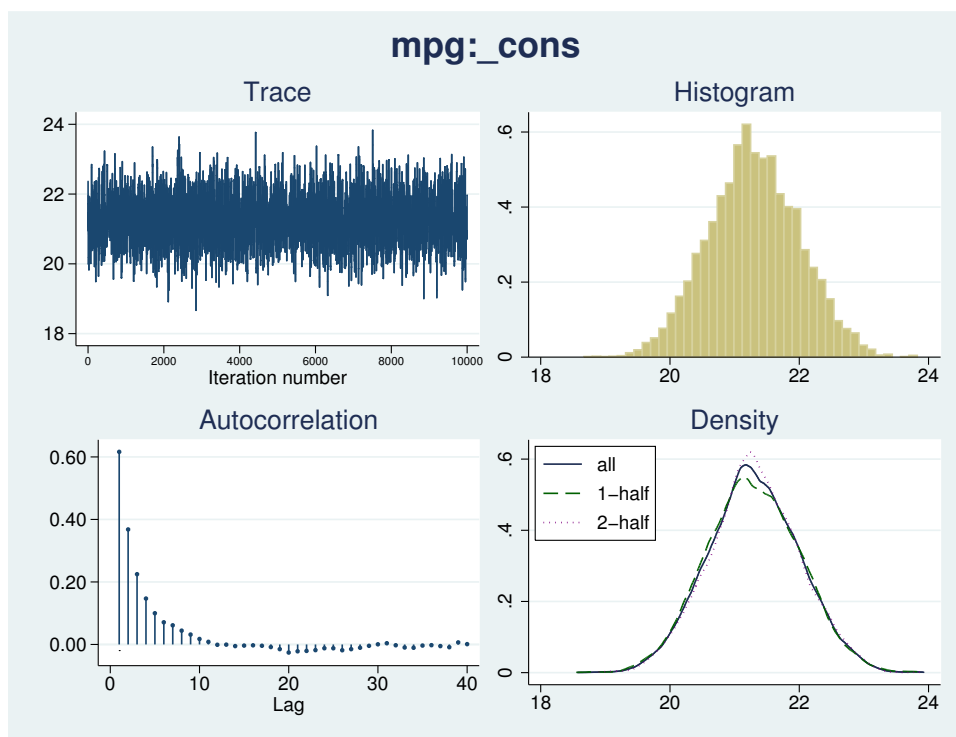 mpg:_cons
Trace
24
22
20
18
0 2000 4000 6000 8000 10000
Iteration number
Histogram
.6
.4
.2
0
18 20 22 24
Autocorrelation
0.60
0.40
0.20
0.00
0 10 20 30 40
Lag
Density
all
1−half
2−half
.6
.4
.2
0
18 20 22 24